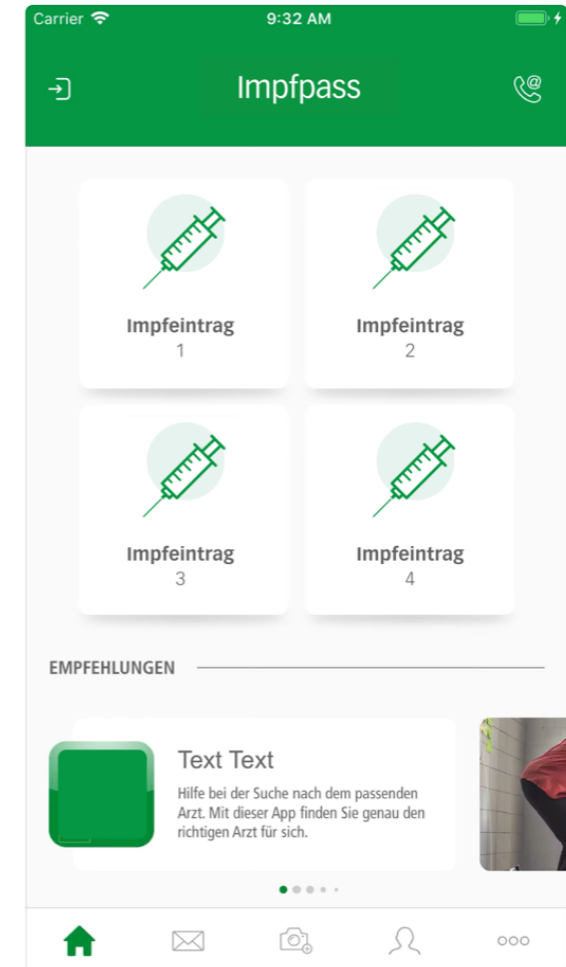 Carrier 9:32 AM
Impfpass
Impfeintrag
1
Impfeintrag
2
Impfeintrag
3
Impfeintrag
4
EMPFEHLUNGEN
Text Text
Hilfe bei der Suche nach dem passenden
Arzt. Mit dieser App finden Sie genau den
richtigen Arzt für sich.